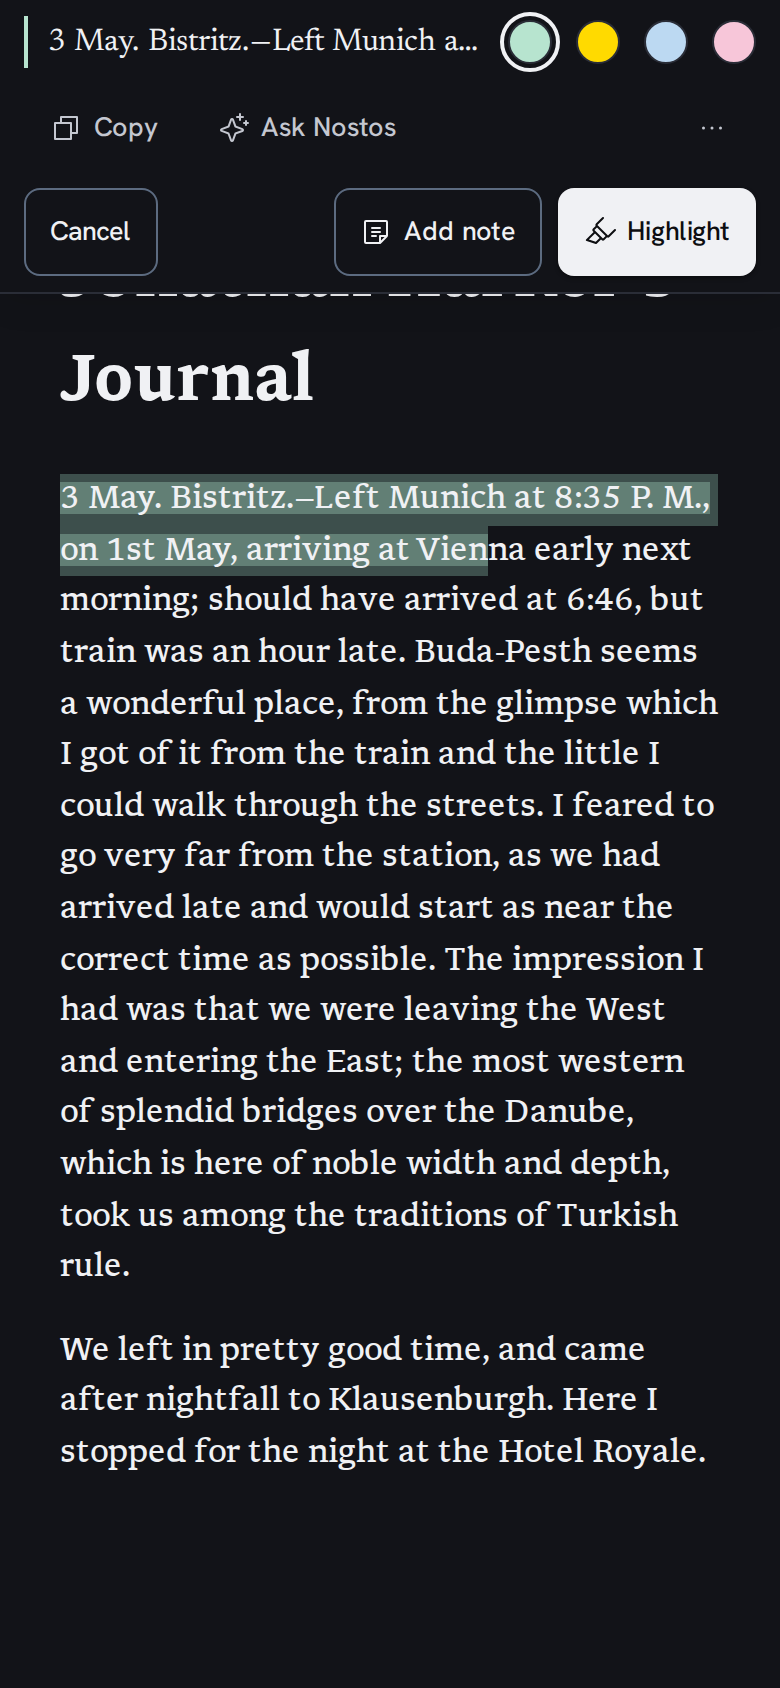 3 May. Bistritz.—Left Munich a...
Copy
Ask Nostos
...
Cancel
Add note
Highlight
Journal
3 May. Bistritz.—Left Munich at 8:35 P. M.,
on 1st May, arriving at Vienna early next
morning; should have arrived at 6:46, but
train was an hour late. Buda-Pesth seems
a wonderful place, from the glimpse which
I got of it from the train and the little I
could walk through the streets. I feared to
go very far from the station, as we had
arrived late and would start as near the
correct time as possible. The impression I
had was that we were leaving the West
and entering the East; the most western
of splendid bridges over the Danube,
which is here of noble width and depth,
took us among the traditions of Turkish
rule.
We left in pretty good time, and came
after nightfall to Klausenburgh. Here I
stopped for the night at the Hotel Royale.